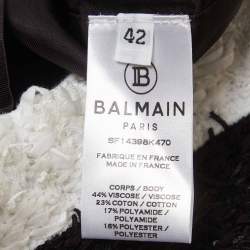 42
B
BALMAIN
PARIS
SF14398K470
FABRIQUE EN FRANCE
MADE IN FRANCE
CORPS / BODY
44% VISCOSE / VISCOSE
23% COTON / COTTON
17% POLYAMIDE /
POLYAMIDE
16% POLYESTER /
POLYESTER